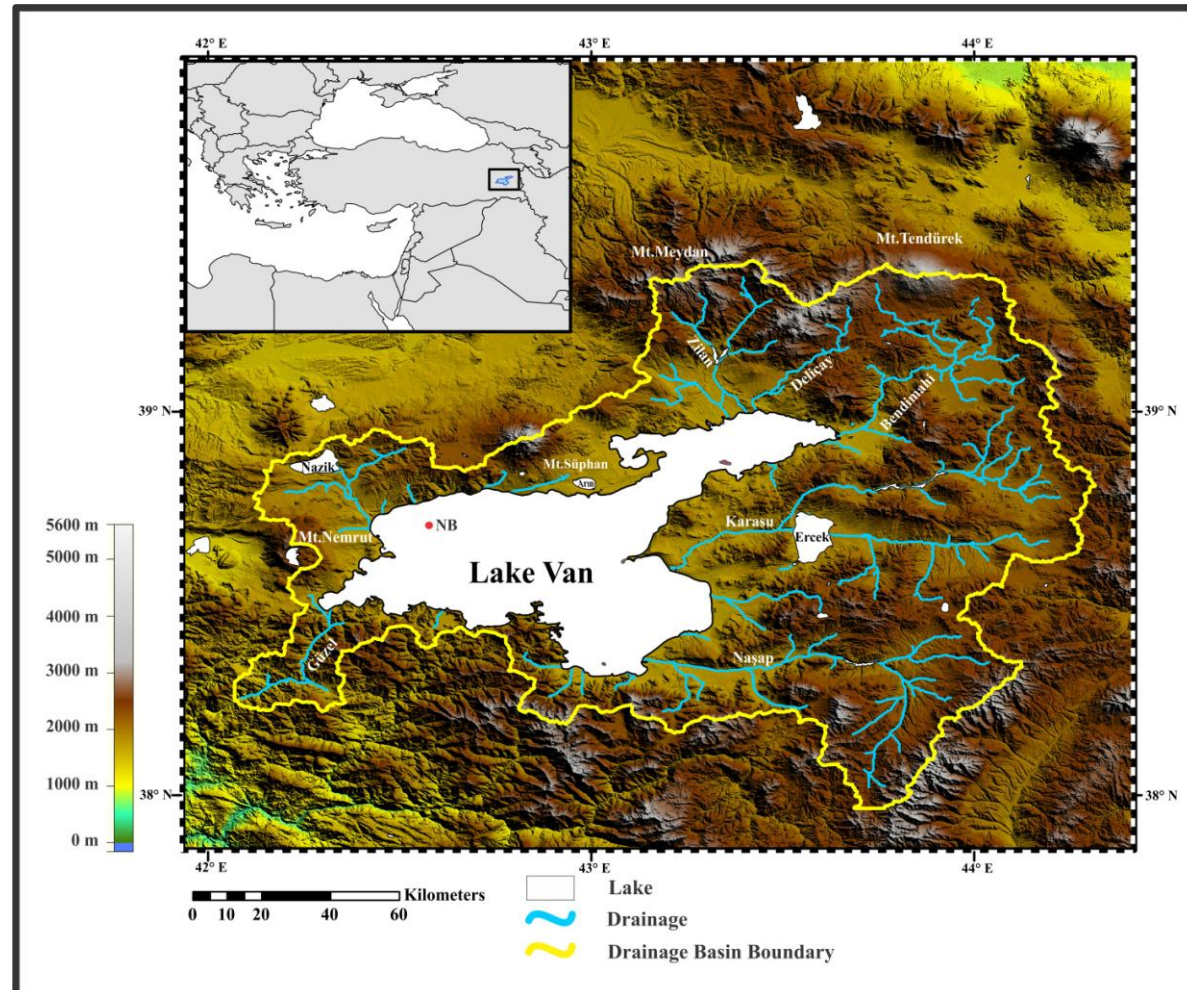 42° E
43° E
44° E
Mt.Tendürek
Mt.Meydan
Zilan
Deliçay
Bendimahi
39° N
39° N
Nazik
Mt.Süphan
Arın
5600 m
5000 m
4000 m
3000 m
2000 m
1000 m
0 m
NB
Karasu
Mt.Nemrut
Ercek
Lake Van
Güzel
Naşap
38° N
38° N
42° E
43° E
44° E
Kilometers
0 10 20 40 60
Lake
Drainage
Drainage Basin Boundary